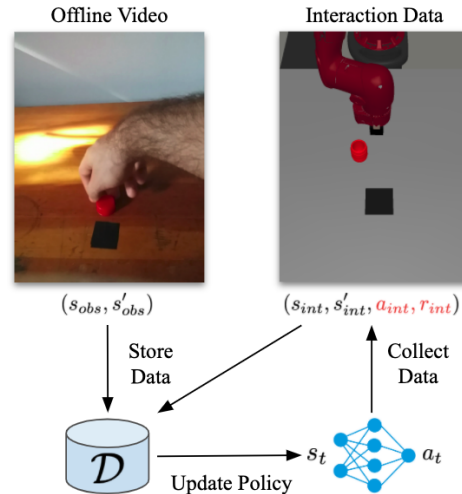 Offline Video
Interaction Data
(s_obs, s'_obs)
(s_int, s'_int, a_int, r_int)
Store
Data
Collect
Data
𝒟
s_t
a_t
Update Policy